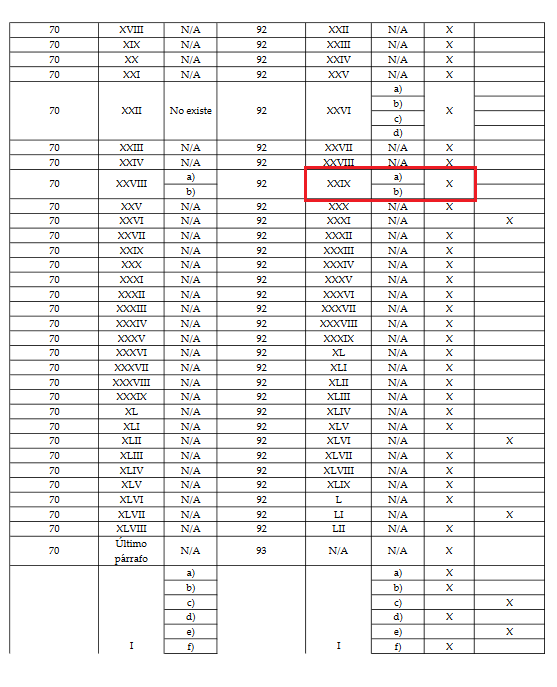 70 XVIII N/A 92 XXII N/A X
70 XIX N/A 92 XXIII N/A X
70 XX N/A 92 XXIV N/A X
70 XXI N/A 92 XXV N/A X
70 XXII No existe 92 XXVI a) b) c) d) X
70 XXIII N/A 92 XXVII N/A X
70 XXIV N/A 92 XXVIII N/A X
70 XXVIII a) b) 92 XXIX a) b) X
70 XXV N/A 92 XXX N/A X
70 XXVI N/A 92 XXXI N/A X
70 XXVII N/A 92 XXXII N/A X
70 XXIX N/A 92 XXXIII N/A X
70 XXX N/A 92 XXXIV N/A X
70 XXXI N/A 92 XXXV N/A X
70 XXXII N/A 92 XXXVI N/A X
70 XXXIII N/A 92 XXXVII N/A X
70 XXXIV N/A 92 XXXVIII N/A X
70 XXXV N/A 92 XXXIX N/A X
70 XXXVI N/A 92 XL N/A X
70 XXXVII N/A 92 XLI N/A X
70 XXXVIII N/A 92 XLII N/A X
70 XXXIX N/A 92 XLIII N/A X
70 XL N/A 92 XLIV N/A X
70 XLI N/A 92 XLV N/A X
70 XLII N/A 92 XLVI N/A X
70 XLIII N/A 92 XLVII N/A X
70 XLIV N/A 92 XLVIII N/A X
70 XLV N/A 92 XLIX N/A X
70 XLVI N/A 92 L N/A X
70 XLVII N/A 92 LI N/A X
70 XLVIII N/A 92 LII N/A X
70 Último párrafo N/A 93 N/A N/A X
a) a) X
b) b) X
c) c) X
d) d) X
e) e) X
I f) I f) X